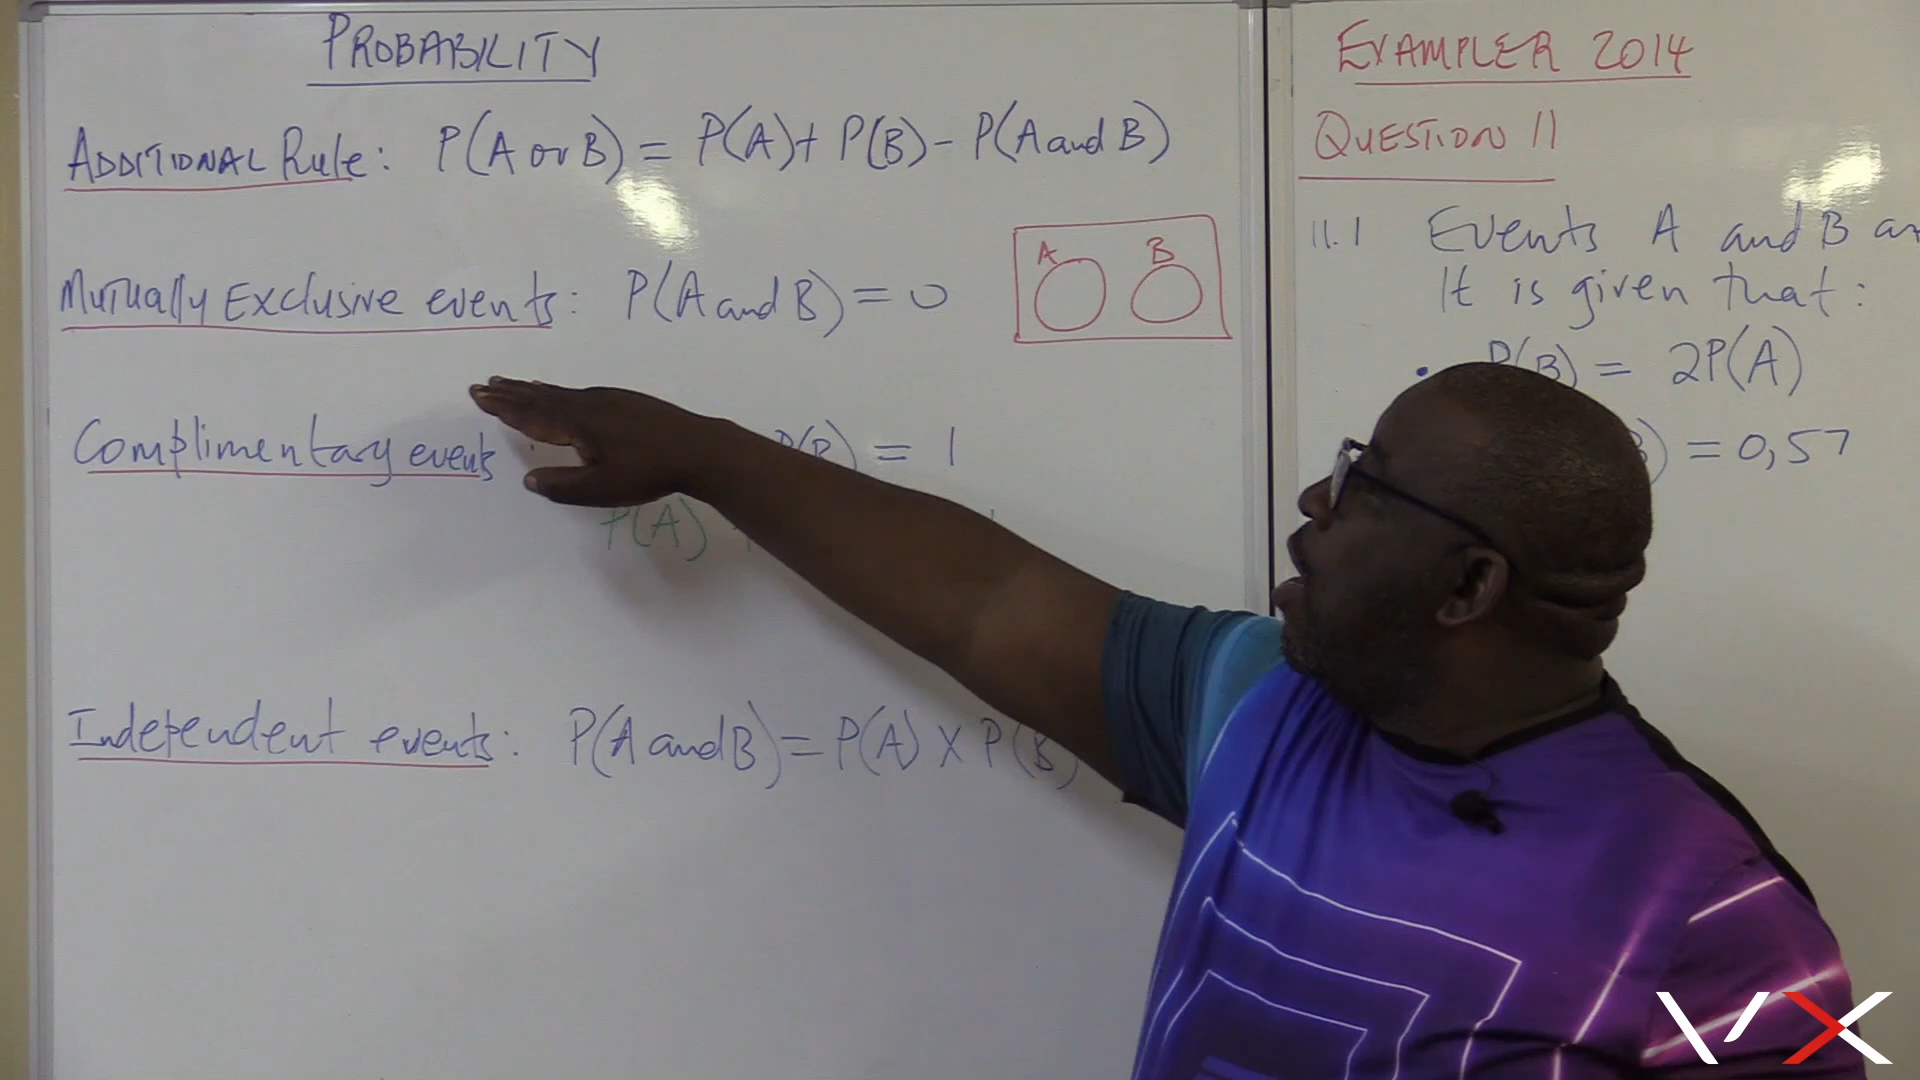 PROBABILITY
ADDITIONAL Rule: P(A or B) = P(A) + P(B) - P(A and B)
Mutually Exclusive events: P(A and B) = 0
A B
Complimentary events P(B) = 1
P(A)
Independent events: P(A and B) = P(A) X P(B)
EXAMPLER 2014
QUESTION 11
11.1 Events A and B
It is given that:
• P(B) = 2P(A)
B) = 0,57
VX